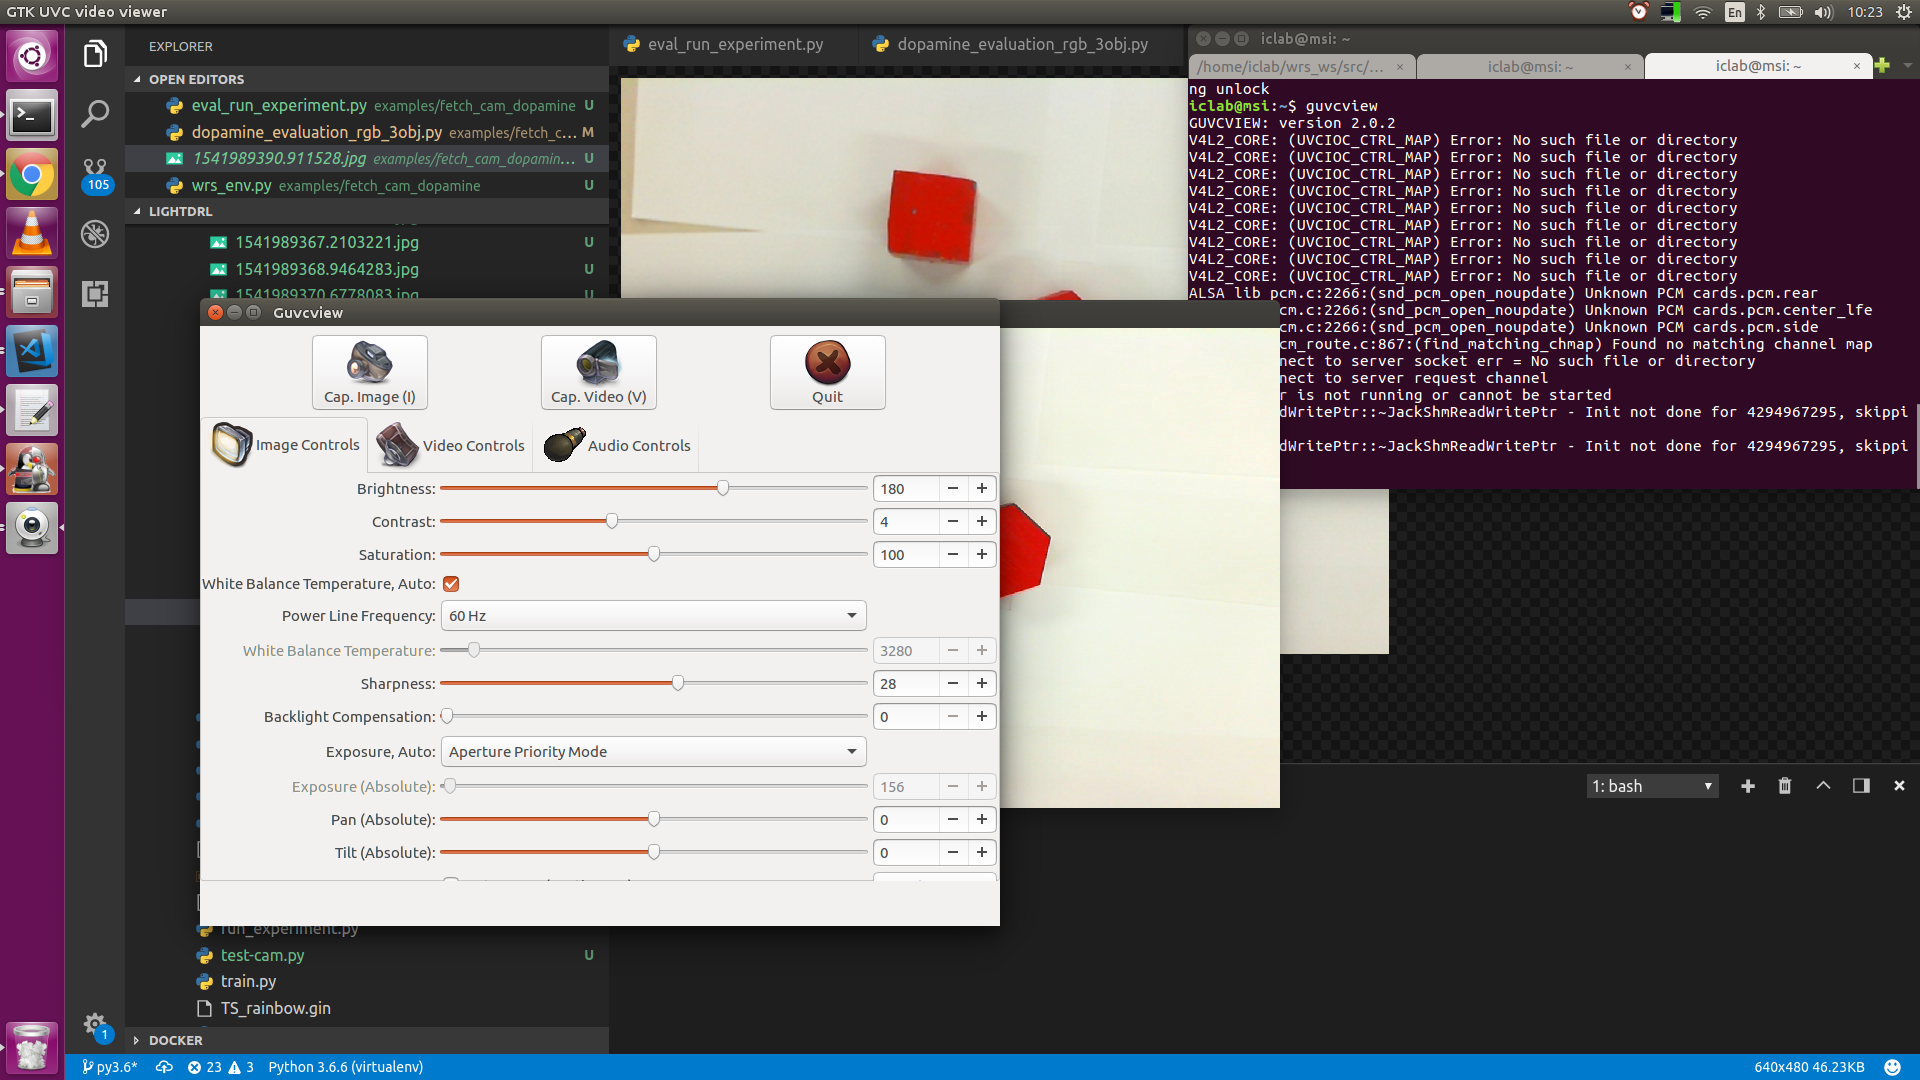 GTK UVC video viewer
En
10:23
EXPLORER
OPEN EDITORS
eval_run_experiment.py examples/fetch_cam_dopamine U
dopamine_evaluation_rgb_3obj.py examples/fetch_c... M
1541989390.911528.jpg examples/fetch_cam_dopamin... U
wrs_env.py examples/fetch_cam_dopamine U
LIGHTDRL
1541989367.2103221.jpg U
1541989368.9464283.jpg U
1541989370.6778083.jpg U
105
eval_run_experiment.py
dopamine_evaluation_rgb_3obj.py
iclab@msi: ~
/home/iclab/wrs_ws/src/... ×
iclab@msi: ~ ×
iclab@msi: ~ ×
ng unlock
iclab@msi:~$ guvcview
GUVCVIEW: version 2.0.2
V4L2_CORE: (UVCIOC_CTRL_MAP) Error: No such file or directory
V4L2_CORE: (UVCIOC_CTRL_MAP) Error: No such file or directory
V4L2_CORE: (UVCIOC_CTRL_MAP) Error: No such file or directory
V4L2_CORE: (UVCIOC_CTRL_MAP) Error: No such file or directory
V4L2_CORE: (UVCIOC_CTRL_MAP) Error: No such file or directory
V4L2_CORE: (UVCIOC_CTRL_MAP) Error: No such file or directory
V4L2_CORE: (UVCIOC_CTRL_MAP) Error: No such file or directory
V4L2_CORE: (UVCIOC_CTRL_MAP) Error: No such file or directory
V4L2_CORE: (UVCIOC_CTRL_MAP) Error: No such file or directory
ALSA lib pcm.c:2266:(snd_pcm_open_noupdate) Unknown PCM cards.pcm.rear
cm.c:2266:(snd_pcm_open_noupdate) Unknown PCM cards.pcm.center_lfe
cm.c:2266:(snd_pcm_open_noupdate) Unknown PCM cards.pcm.side
cm_route.c:867:(find_matching_chmap) Found no matching channel map
nect to server socket err = No such file or directory
nect to server request channel
r is not running or cannot be started
dWritePtr::~JackShmReadWritePtr - Init not done for 4294967295, skippi
dWritePtr::~JackShmReadWritePtr - Init not done for 4294967295, skippi
Guvcview
Cap. Image (I)
Cap. Video (V)
Quit
Image Controls
Video Controls
Audio Controls
Brightness: 180
Contrast: 4
Saturation: 100
White Balance Temperature, Auto:
Power Line Frequency: 60 Hz
White Balance Temperature: 3280
Sharpness: 28
Backlight Compensation: 0
Exposure, Auto: Aperture Priority Mode
Exposure (Absolute): 156
Pan (Absolute): 0
Tilt (Absolute): 0
1: bash
run_experiment.py
test-cam.py U
train.py
TS_rainbow.gin
1
DOCKER
py3.6* 23 3 Python 3.6.6 (virtualenv)
640x480 46.23KB